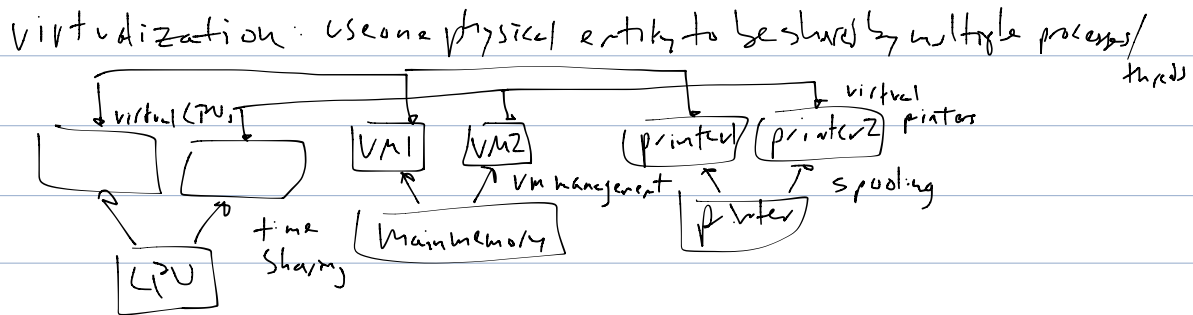 virtualization: use one physical entity to be shared by multiple processes/
threds
virtual CPUs
virtual
printers
VM1
VM2
printer1
printer2
VM management
spooling
time
sharing
main memory
printer
CPU